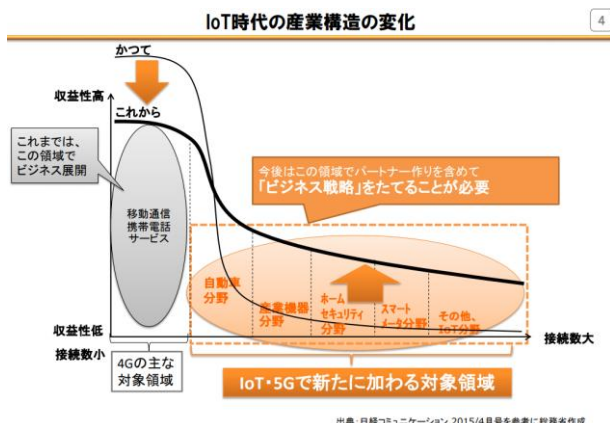 IoT時代の産業構造の変化
4
かつて
収益性高
これから
これまでは、
この領域で
ビジネス展開
今後はこの領域でパートナー作りを含めて
「ビジネス戦略」をたてることが必要
移動通信
携帯電話
サービス
自動車
分野
産業機器
分野
ホーム
セキュリティ
分野
スマート
メータ分野
その他、
IoT分野
収益性低
接続数小
接続数大
4Gの主な
対象領域
IoT・5Gで新たに加わる対象領域
出典:日経コミュニケーション 2015/4月号を参考に総務省作成